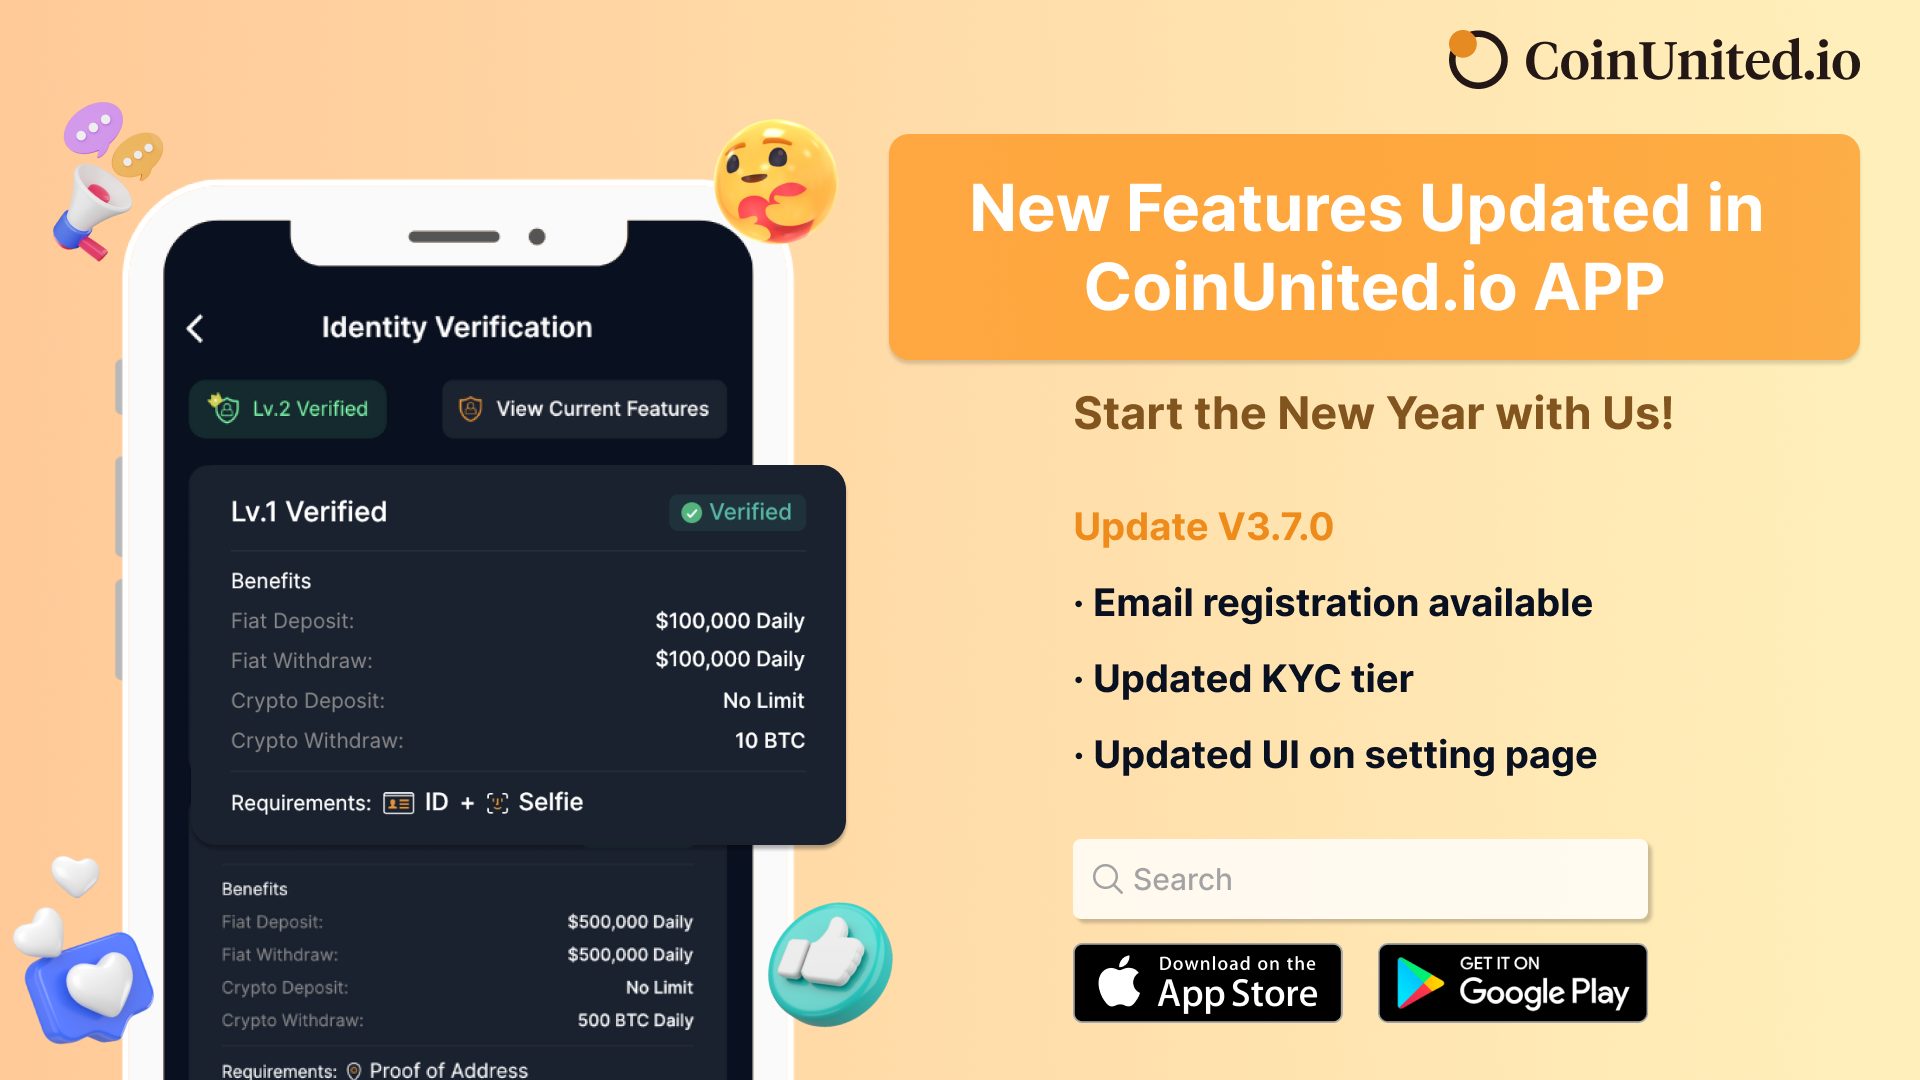 CoinUnited.io
New Features Updated in
CoinUnited.io APP
Start the New Year with Us!
Update V3.7.0
· Email registration available
· Updated KYC tier
· Updated UI on setting page
Search
Download on the
App Store
GET IT ON
Google Play
Identity Verification
Lv.2 Verified
View Current Features
Lv.1 Verified
Verified
Benefits
Fiat Deposit: $100,000 Daily
Fiat Withdraw: $100,000 Daily
Crypto Deposit: No Limit
Crypto Withdraw: 10 BTC
Requirements: ID + Selfie
Benefits
Fiat Deposit: $500,000 Daily
Fiat Withdraw: $500,000 Daily
Crypto Deposit: No Limit
Crypto Withdraw: 500 BTC Daily
Requirements: Proof of Address